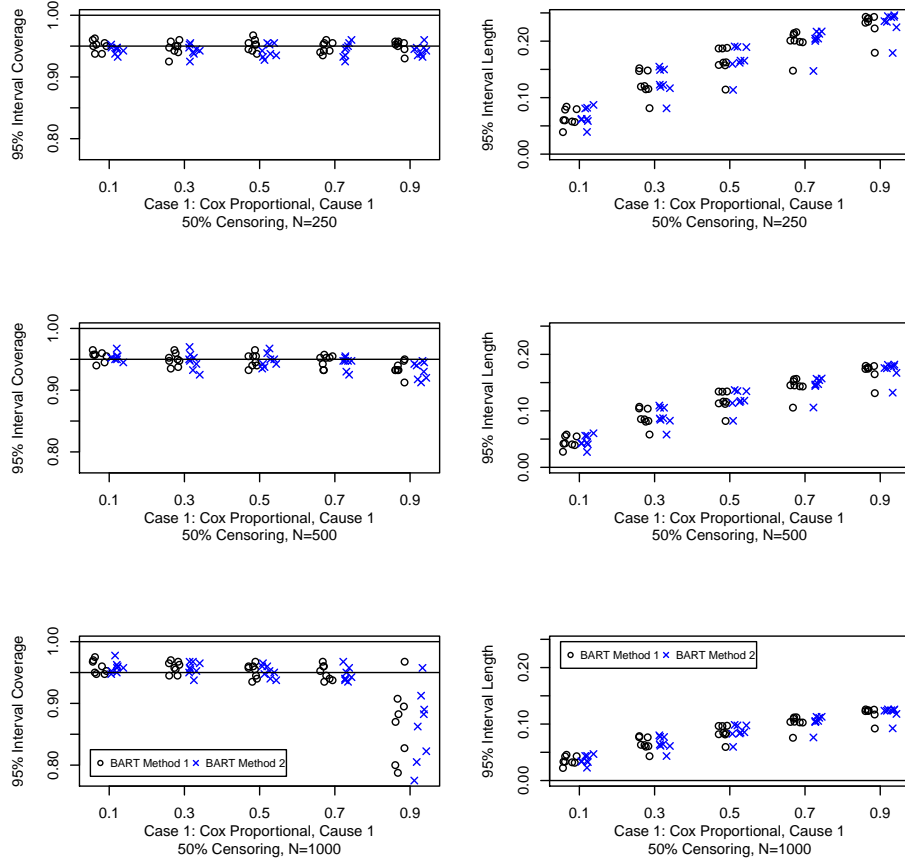 95% Interval Coverage
1.00
0.90
0.80
0.1 0.3 0.5 0.7 0.9
Case 1: Cox Proportional, Cause 1
50% Censoring, N=250
95% Interval Length
0.20
0.10
0.00
0.1 0.3 0.5 0.7 0.9
Case 1: Cox Proportional, Cause 1
50% Censoring, N=250
95% Interval Coverage
1.00
0.90
0.80
0.1 0.3 0.5 0.7 0.9
Case 1: Cox Proportional, Cause 1
50% Censoring, N=500
95% Interval Length
0.20
0.10
0.00
0.1 0.3 0.5 0.7 0.9
Case 1: Cox Proportional, Cause 1
50% Censoring, N=500
95% Interval Coverage
1.00
0.90
0.80
BART Method 1 BART Method 2
0.1 0.3 0.5 0.7 0.9
Case 1: Cox Proportional, Cause 1
50% Censoring, N=1000
95% Interval Length
0.20
0.10
0.00
BART Method 1 BART Method 2
0.1 0.3 0.5 0.7 0.9
Case 1: Cox Proportional, Cause 1
50% Censoring, N=1000